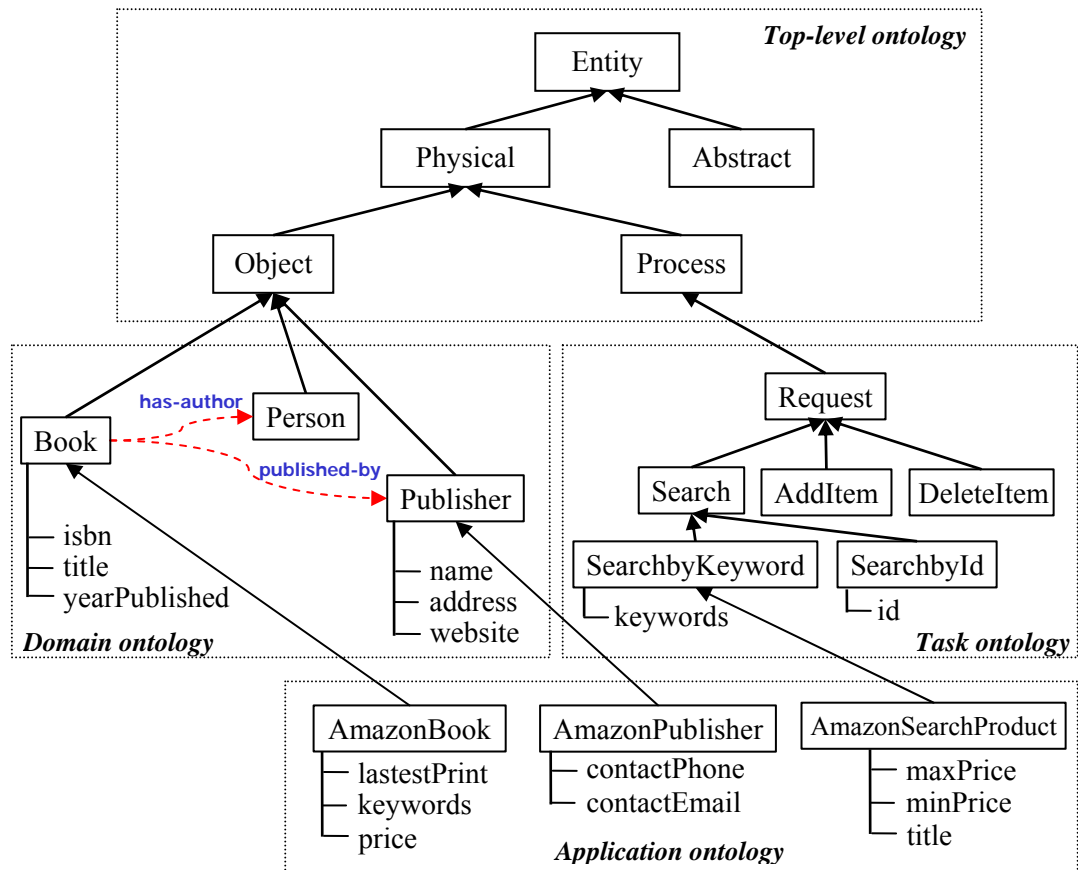 Top-level ontology
Entity
Physical
Abstract
Object
Process
has-author
Person
Book
published-by
Publisher
isbn
title
yearPublished
name
address
website
Domain ontology
Request
Search
AddItem
DeleteItem
SearchbyKeyword
SearchbyId
keywords
id
Task ontology
AmazonBook
AmazonPublisher
AmazonSearchProduct
lastestPrint
keywords
price
contactPhone
contactEmail
maxPrice
minPrice
title
Application ontology